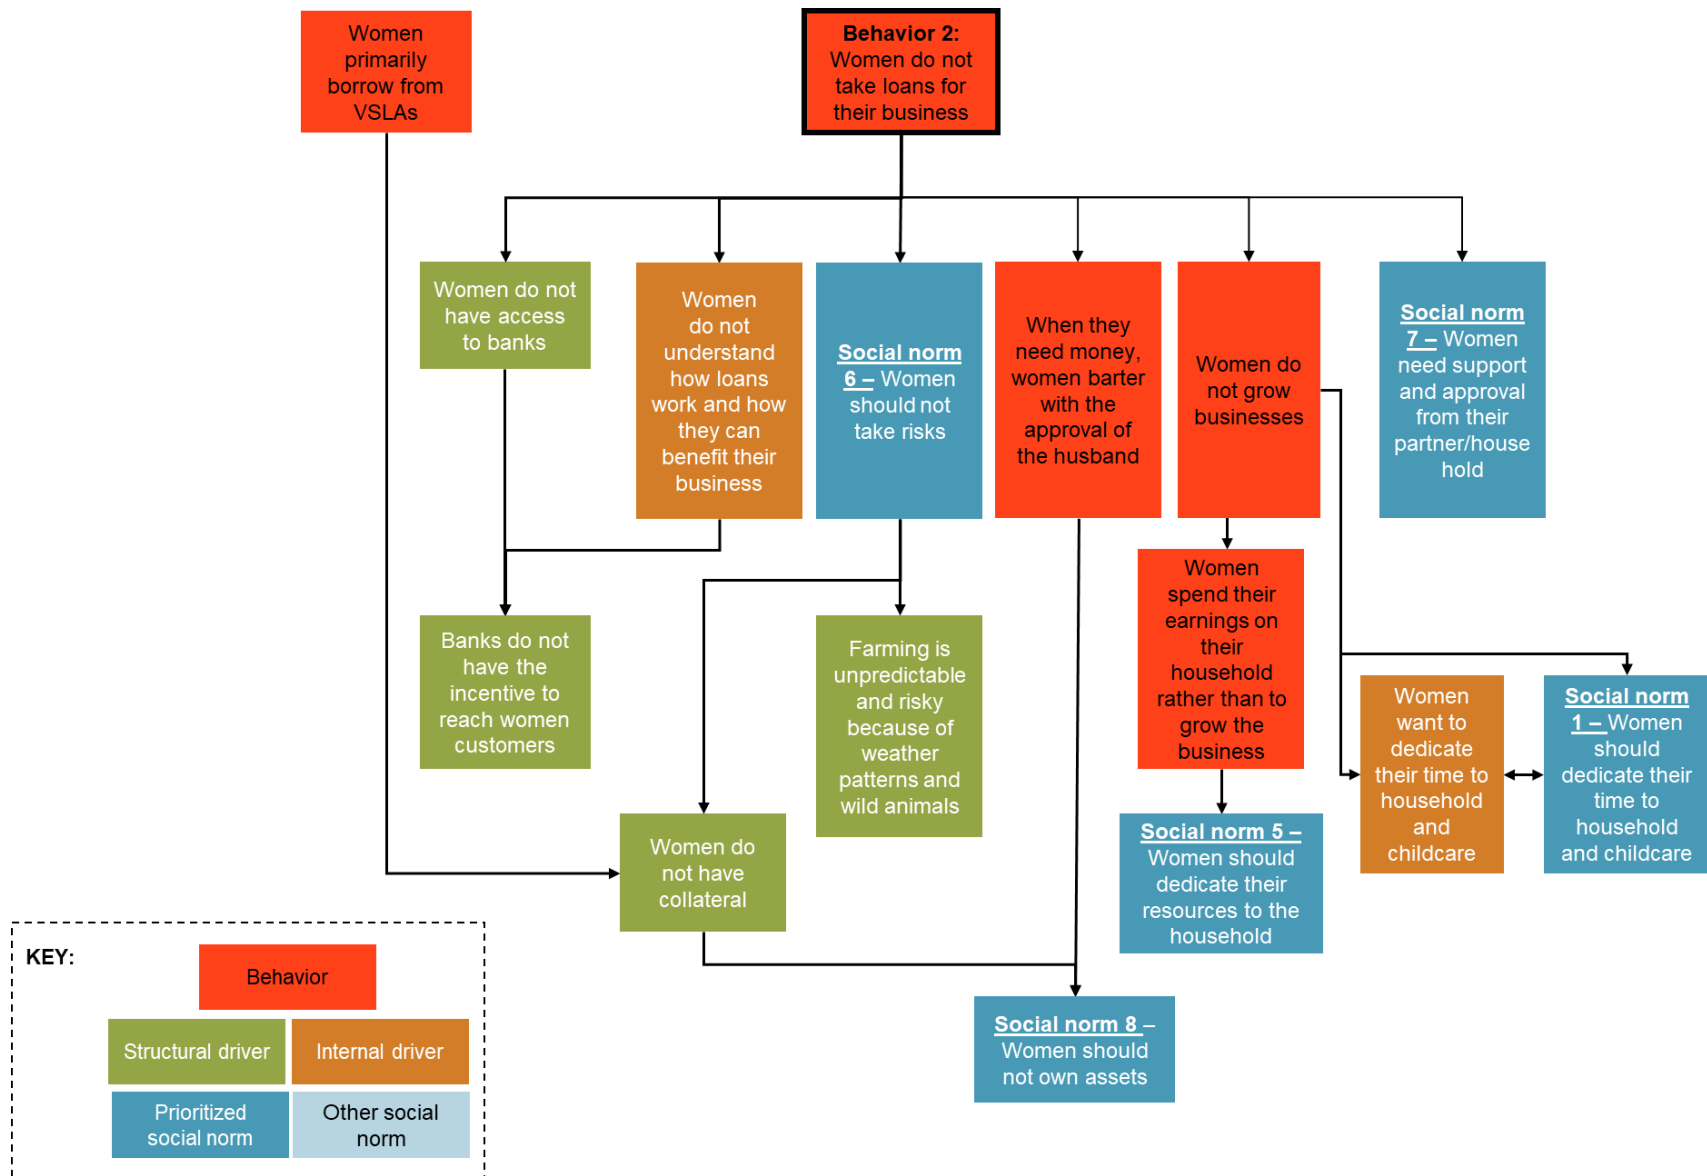 Women
primarily
borrow from
VSLAs
Behavior 2:
Women do not
take loans for
their business
Women do not
have access
to banks
Women
do not
understand
how loans
work and how
they can
benefit their
business
Social norm
6 – Women
should not
take risks
When they
need money,
women barter
with the
approval of
the husband
Women do
not grow
businesses
Social norm
7 – Women
need support
and approval
from their
partner/house
hold
Banks do not
have the
incentive to
reach women
customers
Farming is
unpredictable
and risky
because of
weather
patterns and
wild animals
Women
spend their
earnings on
their
household
rather than to
grow the
business
Women
want to
dedicate
their time to
household
and
childcare
Social norm
1 – Women
should
dedicate their
time to
household
and childcare
Women do
not have
collateral
Social norm 5 –
Women should
dedicate their
resources to the
household
Social norm 8 –
Women should
not own assets
KEY:
Behavior
Structural driver
Internal driver
Prioritized
social norm
Other social
norm